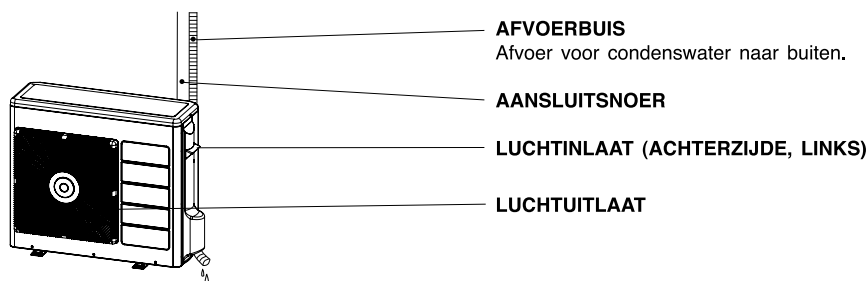 AFVOERBUIS
Afvoer voor condenswater naar buiten.
AANSLUITSNOER
LUCHTINLAAT (ACHTERZIJDE, LINKS)
LUCHTUITLAAT